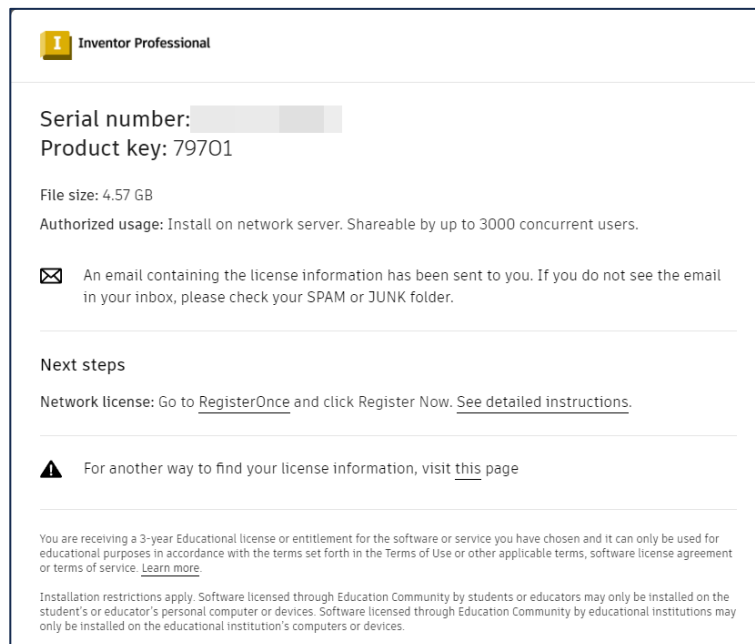 I Inventor Professional
Serial number:
Product key: 797O1
File size: 4.57 GB
Authorized usage: Install on network server. Shareable by up to 3000 concurrent users.
An email containing the license information has been sent to you. If you do not see the email
in your inbox, please check your SPAM or JUNK folder.
Next steps
Network license: Go to RegisterOnce and click Register Now. See detailed instructions.
For another way to find your license information, visit this page
You are receiving a 3-year Educational license or entitlement for the software or service you have chosen and it can only be used for
educational purposes in accordance with the terms set forth in the Terms of Use or other applicable terms, software license agreement
or terms of service. Learn more.
Installation restrictions apply. Software licensed through Education Community by students or educators may only be installed on the
student's or educator's personal computer or devices. Software licensed through Education Community by educational institutions may
only be installed on the educational institution's computers or devices.